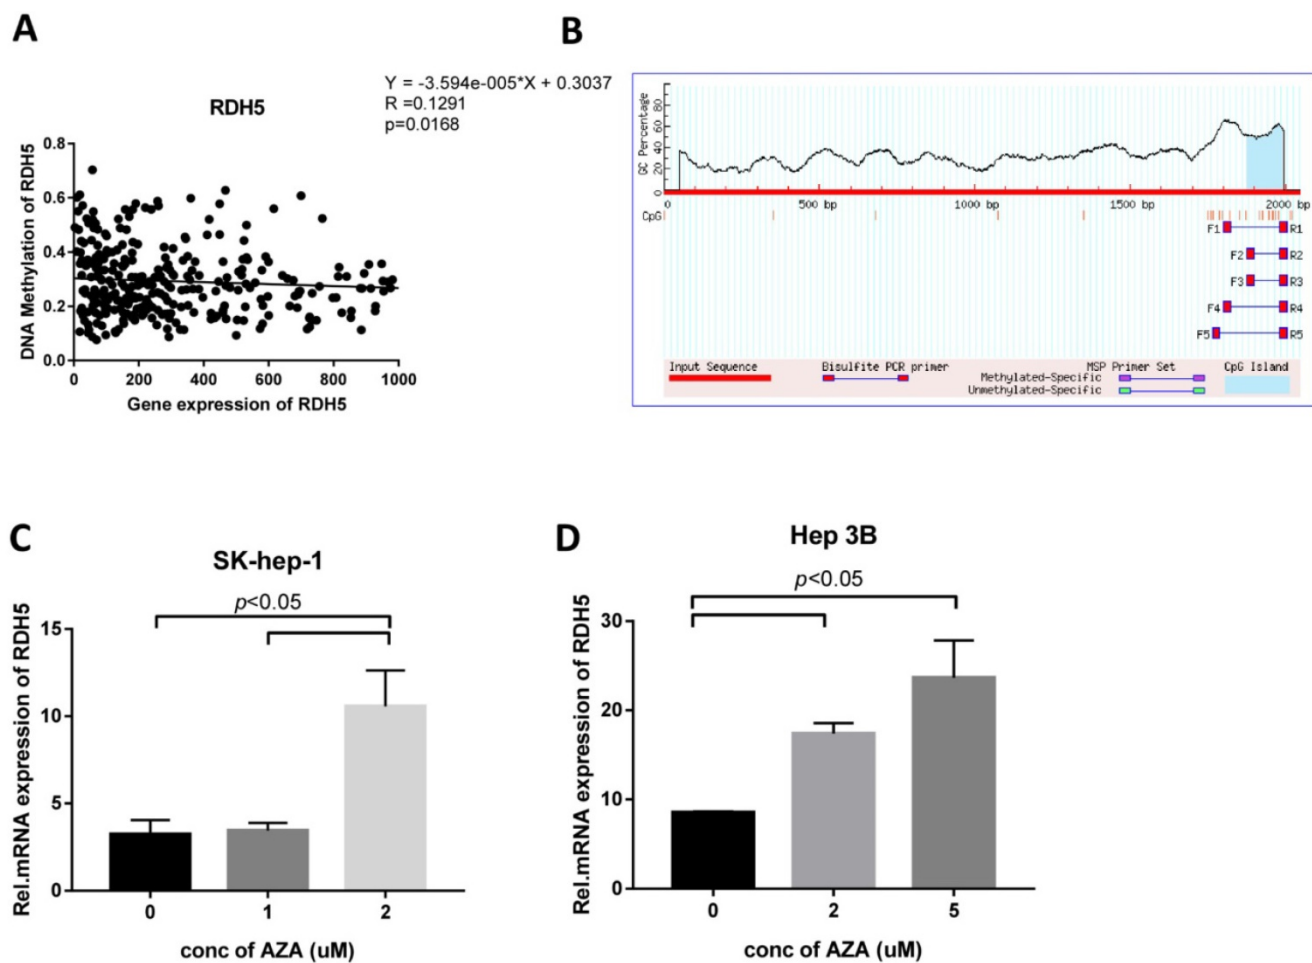 A
RDH5
Y = -3.594e-005*X + 0.3037
R =0.1291
p=0.0168
DNA Methylation of RDH5
0.8
0.6
0.4
0.2
0.0
0 200 400 600 800 1000
Gene expression of RDH5
B
GC Percentage
80
60
40
20
0
0 500 bp 1000 bp 1500 bp 2000 bp
CpG
F1 R1
F2 R2
F3 R3
F4 R4
F5 R5
Input Sequence Bisulfite PCR primer MSP Primer Set CpG Island
Methylated-Specific
Unmethylated-Specific
C
SK-hep-1
p<0.05
Rel.mRNA expression of RDH5
15
10
5
0
0 1 2
conc of AZA (uM)
D
Hep 3B
p<0.05
Rel.mRNA expression of RDH5
30
20
10
0
0 2 5
conc of AZA (uM)